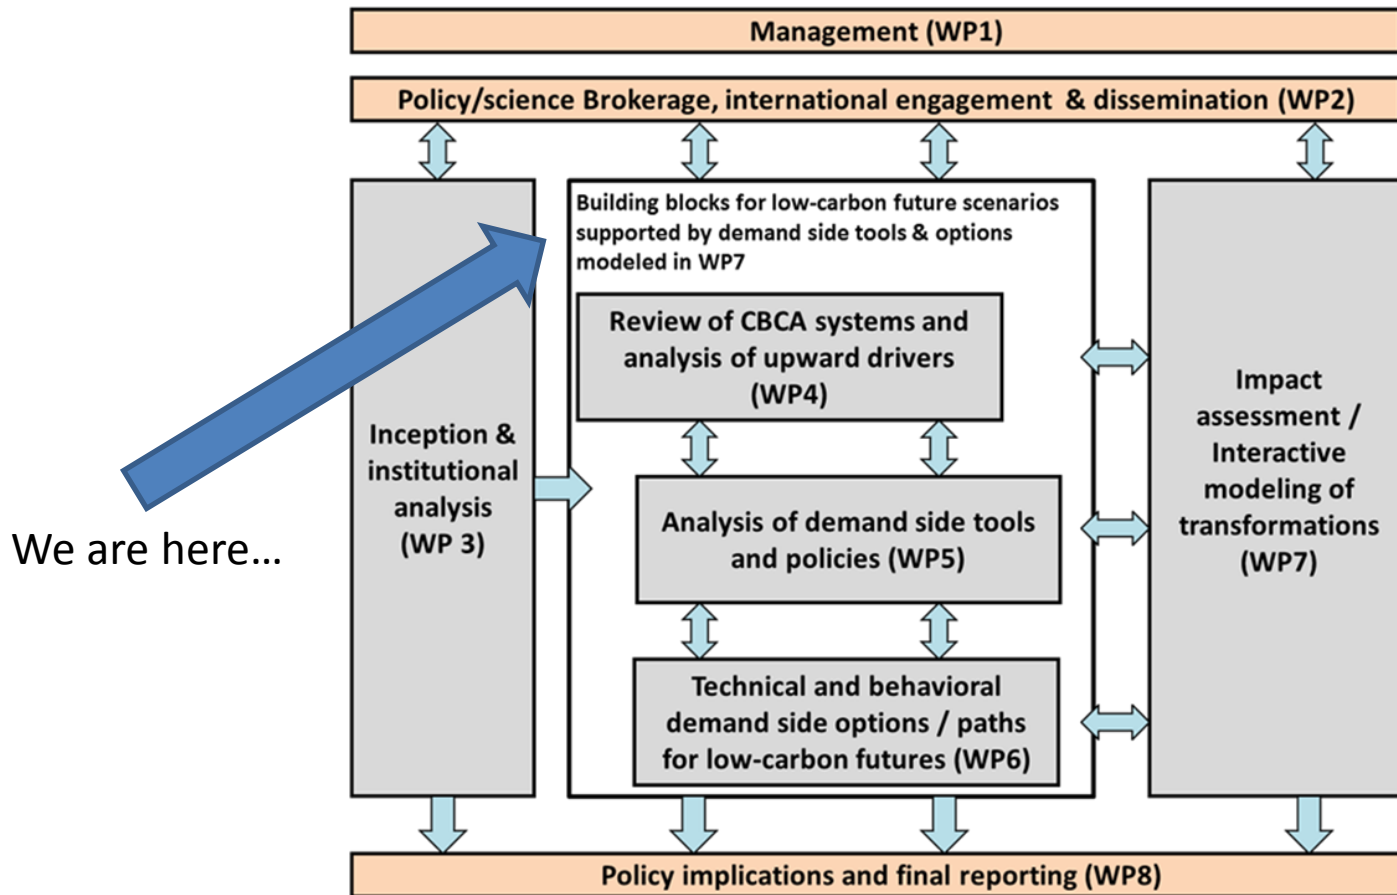 Management (WP1)
Policy/science Brokerage, international engagement & dissemination (WP2)
Building blocks for low-carbon future scenarios
supported by demand side tools & options
modeled in WP7
Review of CBCA systems and
analysis of upward drivers
(WP4)
Inception &
institutional
analysis
(WP 3)
We are here...
Analysis of demand side tools
and policies (WP5)
Technical and behavioral
demand side options / paths
for low-carbon futures (WP6)
Impact
assessment /
Interactive
modeling of
transformations
(WP7)
Policy implications and final reporting (WP8)